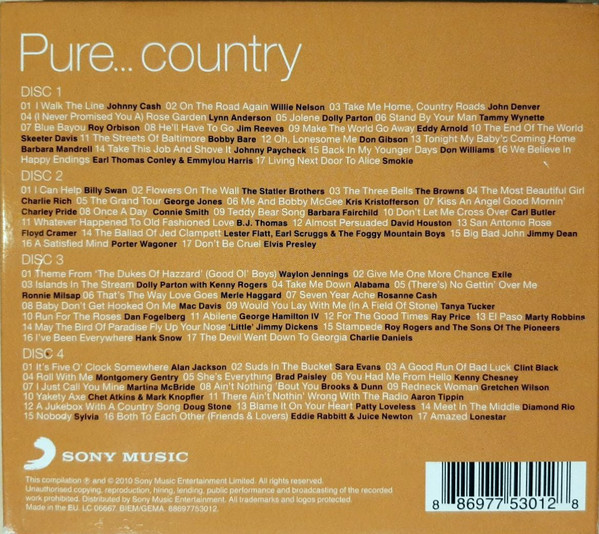 Pure... country
DISC 1
01 I Walk The Line Johnny Cash 02 On The Road Again Willie Nelson 03 Take Me Home, Country Roads John Denver
04 (I Never Promised You A) Rose Garden Lynn Anderson 05 Jolene Dolly Parton 06 Stand By Your Man Tammy Wynette
07 Blue Bayou Roy Orbison 08 He'll Have To Go Jim Reeves 09 Make The World Go Away Eddy Arnold 10 The End Of The World
Skeeter Davis 11 The Streets Of Baltimore Bobby Bare 12 Oh, Lonesome Me Don Gibson 13 Tonight My Baby's Coming Home
Barbara Mandrell 14 Take This Job And Shove It Johnny Paycheck 15 Back In My Younger Days Don Williams 16 We Believe In
Happy Endings Earl Thomas Conley & Emmylou Harris 17 Living Next Door To Alice Smokie
DISC 2
01 I Can Help Billy Swan 02 Flowers On The Wall The Statler Brothers 03 The Three Bells The Browns 04 The Most Beautiful Girl
Charlie Rich 05 The Grand Tour George Jones 06 Me And Bobby McGee Kris Kristofferson 07 Kiss An Angel Good Mornin'
Charley Pride 08 Once A Day Connie Smith 09 Teddy Bear Song Barbara Fairchild 10 Don't Let Me Cross Over Carl Butler
11 Whatever Happened To Old Fashioned Love B.J. Thomas 12 Almost Persuaded David Houston 13 San Antonio Rose
Floyd Cramer 14 The Ballad Of Jed Clampett Lester Flatt, Earl Scruggs & The Foggy Mountain Boys 15 Big Bad John Jimmy Dean
16 A Satisfied Mind Porter Wagoner 17 Don't Be Cruel Elvis Presley
DISC 3
01 Theme From 'The Dukes Of Hazzard' (Good Ol' Boys) Waylon Jennings 02 Give Me One More Chance Exile
03 Islands In The Stream Dolly Parton with Kenny Rogers 04 Take Me Down Alabama 05 (There's) No Gettin' Over Me
Ronnie Milsap 06 That's The Way Love Goes Merle Haggard 07 Seven Year Ache Rosanne Cash
08 Baby Don't Get Hooked On Me Mac Davis 09 Would You Lay With Me (In A Field Of Stone) Tanya Tucker
10 Run For The Roses Dan Fogelberg 11 Abilene George Hamilton IV 12 For The Good Times Ray Price 13 El Paso Marty Robbins
14 May The Bird Of Paradise Fly Up Your Nose 'Little' Jimmy Dickens 15 Stampede Roy Rogers and The Sons Of The Pioneers
16 I've Been Everywhere Hank Snow 17 The Devil Went Down To Georgia Charlie Daniels
DISC 4
01 It's Five O' Clock Somewhere Alan Jackson 02 Suds In The Bucket Sara Evans 03 A Good Run Of Bad Luck Clint Black
04 Roll With Me Montgomery Gentry 05 She's Everything Brad Paisley 06 You Had Me From Hello Kenny Chesney
07 I Just Call You Mine Martina McBride 08 Ain't Nothing 'Bout You Brooks & Dunn 09 Redneck Woman Gretchen Wilson
10 Yakety Axe Chet Atkins & Mark Knopfler 11 There Ain't Nothin' Wrong With The Radio Aaron Tippin
12 A Jukebox With A Country Song Doug Stone 13 Blame It On Your Heart Patty Loveless 14 Meet In The Middle Diamond Rio
15 Nobody Sylvia 16 Both To Each Other (Friends & Lovers) Eddie Rabbitt & Juice Newton 17 Amazed Lonestar
SONY MUSIC
This compilation ℗ and © 2010 Sony Music Entertainment Limited. All rights reserved.
Unauthorised copying, reproduction, hiring, lending, public performance and broadcasting of the recorded
work prohibited. Distributed by Sony Music Entertainment. All trademarks and logos protected.
Made in the EU. LC 06667. BIEM/GEMA. 88697753012
8 86977 53012 8